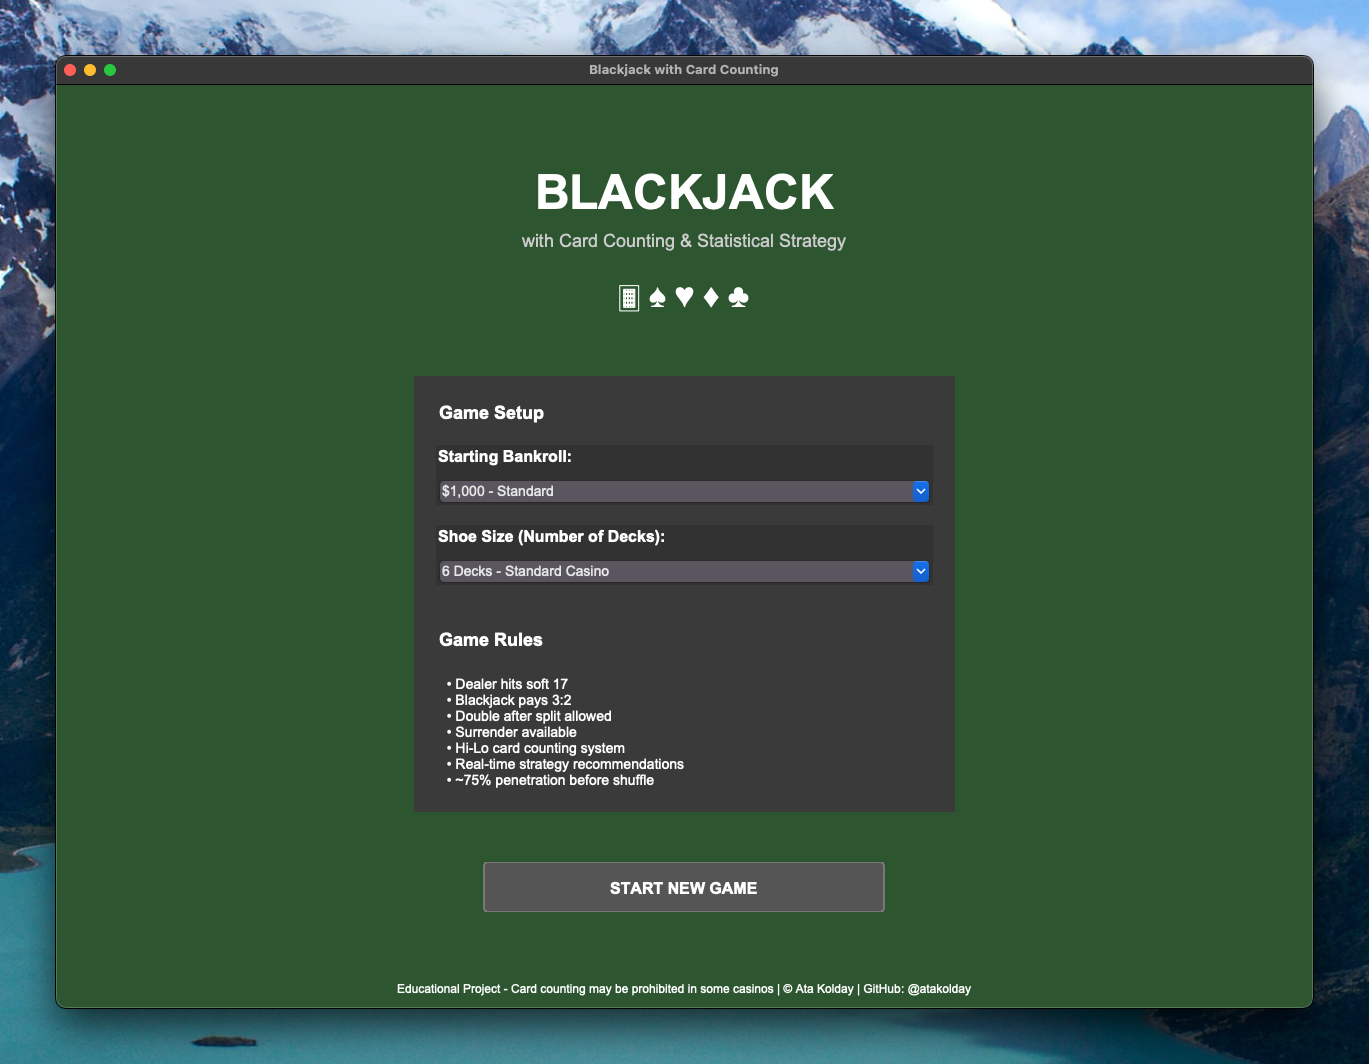 Blackjack with Card Counting
BLACKJACK
with Card Counting & Statistical Strategy
🂠 ♠ ♥ ♦ ♣
Game Setup
Starting Bankroll:
$1,000 - Standard
Shoe Size (Number of Decks):
6 Decks - Standard Casino
Game Rules
• Dealer hits soft 17
• Blackjack pays 3:2
• Double after split allowed
• Surrender available
• Hi-Lo card counting system
• Real-time strategy recommendations
• ~75% penetration before shuffle
START NEW GAME
Educational Project - Card counting may be prohibited in some casinos | © Ata Kolday | GitHub: @atakolday